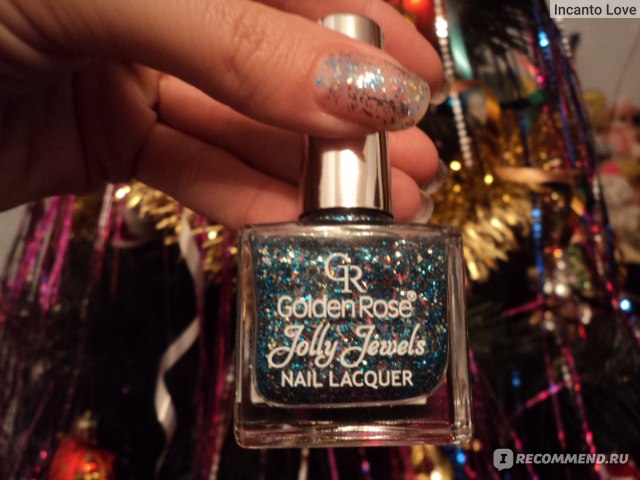 Incanto Love
GR
Golden Rose®
Jolly Jewels
NAIL LACQUER
I RECOMMEND.RU